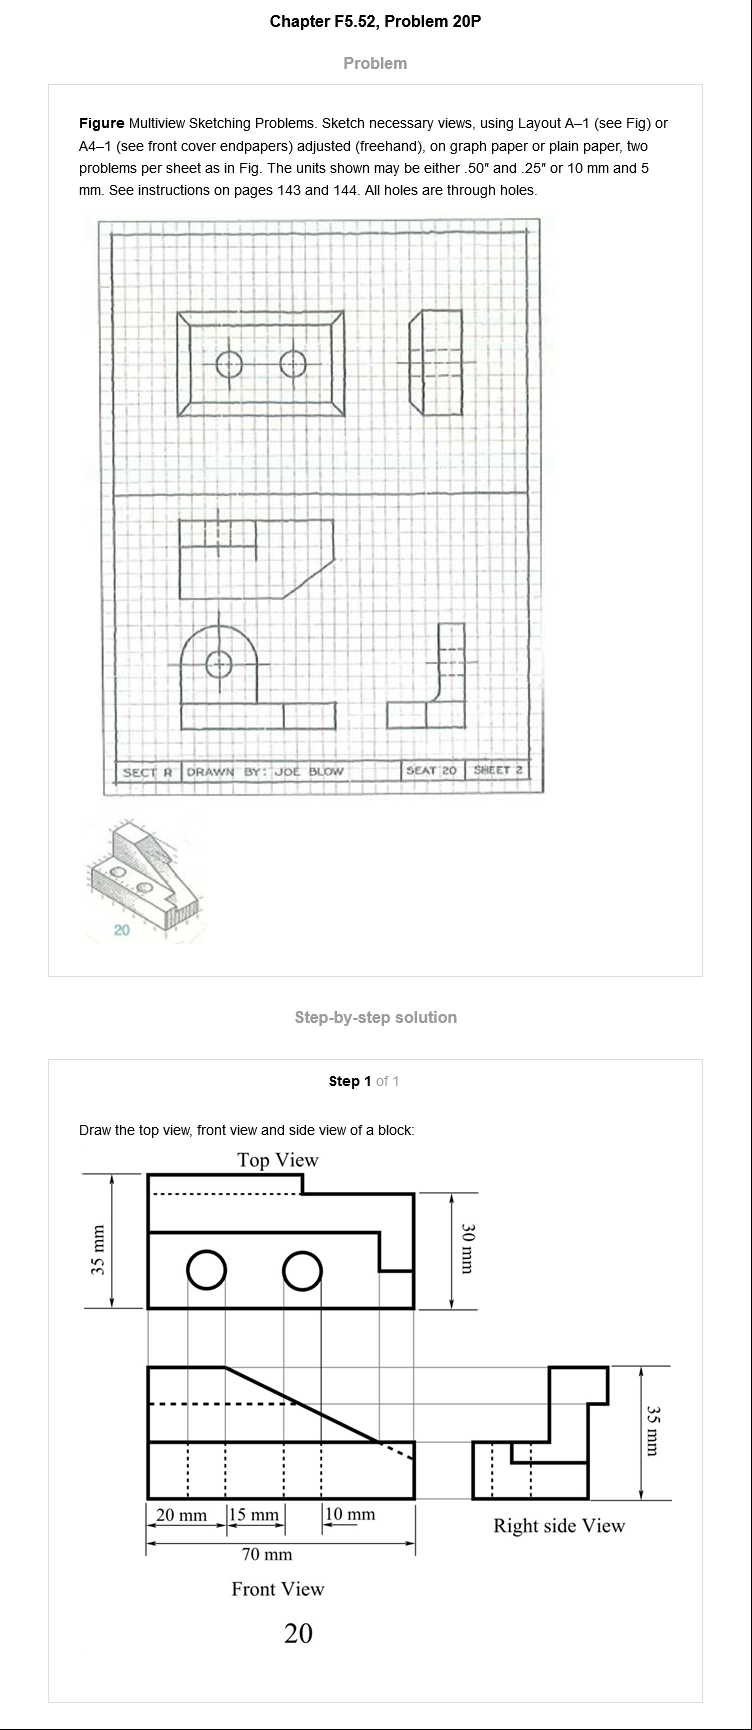 Chapter F5.52, Problem 20P
Problem
Figure Multiview Sketching Problems. Sketch necessary views, using Layout A–1 (see Fig) or
A4–1 (see front cover endpapers) adjusted (freehand), on graph paper or plain paper, two
problems per sheet as in Fig. The units shown may be either .50″ and .25″ or 10 mm and 5
mm. See instructions on pages 143 and 144. All holes are through holes.
SECT R DRAWN BY: JOE BLOW SEAT 20 SHEET 2
20
Step-by-step solution
Step 1 of 1
Draw the top view, front view and side view of a block:
Top View
35 mm
30 mm
35 mm
20 mm 15 mm 10 mm
Right side View
70 mm
Front View
20